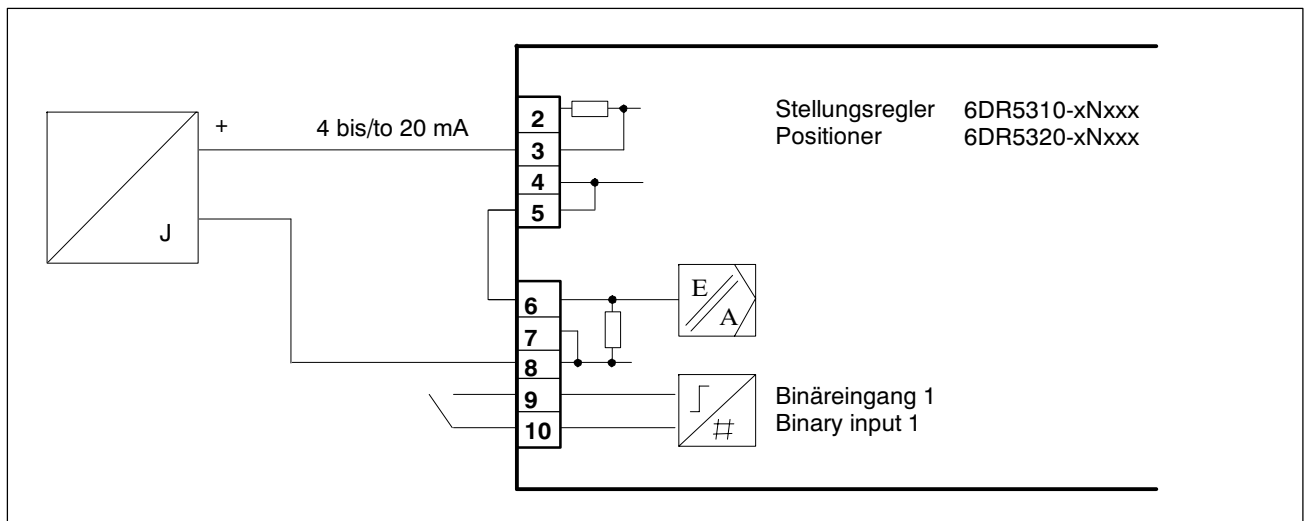 Stellungsregler 6DR5310-xNxxx
Positioner 6DR5320-xNxxx
+ 4 bis/to 20 mA
J
2
3
4
5
6
7
8
9
10
E
A
Binäreingang 1
Binary input 1